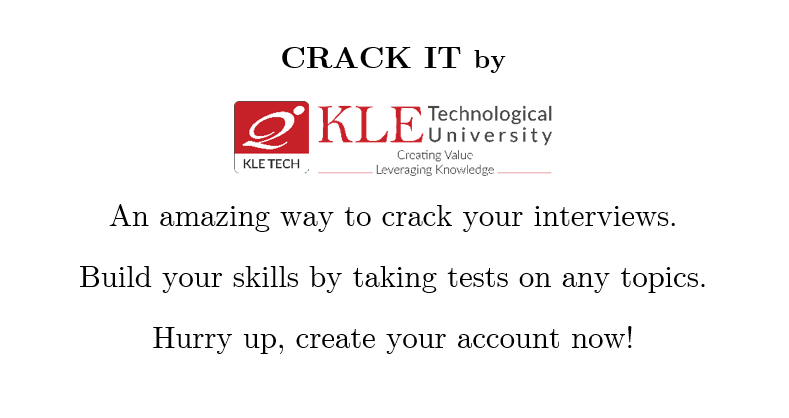 CRACK IT by
KLE TECH
KLE Technological
University
Creating Value
Leveraging Knowledge
An amazing way to crack your interviews.
Build your skills by taking tests on any topics.
Hurry up, create your account now!